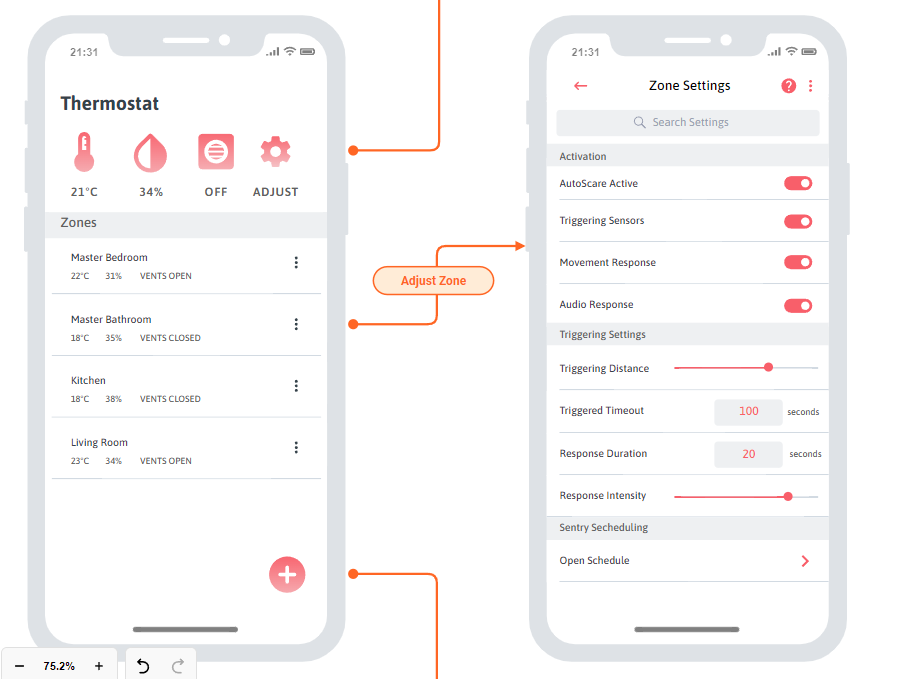 21:31
Thermostat
21°C 34% OFF ADJUST
Zones
Master Bedroom
22°C 31% VENTS OPEN
Master Bathroom
18°C 35% VENTS CLOSED
Kitchen
18°C 38% VENTS CLOSED
Living Room
23°C 34% VENTS OPEN
+
Adjust Zone
21:31
← Zone Settings ?
Search Settings
Activation
AutoScare Active
Triggering Sensors
Movement Response
Audio Response
Triggering Settings
Triggering Distance
Triggered Timeout 100 seconds
Response Duration 20 seconds
Response Intensity
Sentry Secheduling
Open Schedule
− 75.2% +